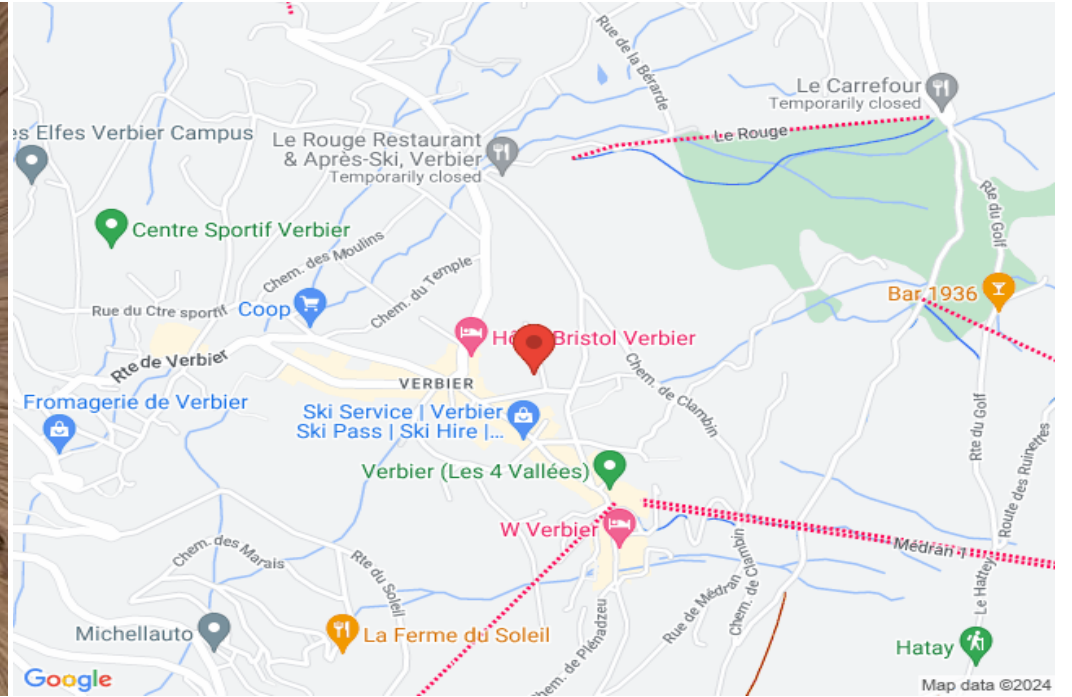 Rue de la Bérarde
Le Carrefour
Temporarily closed
es Elfes Verbier Campus
Le Rouge Restaurant
& Après-Ski, Verbier
Temporarily closed
Le Rouge
Rte du Golf
Centre Sportif Verbier
Chem. des Moulins
Chem. du Temple
Bar 1936
Rue du Ctre sportif
Coop
Bristol Verbier
Rte de Verbier
VERBIER
Chem. de Clambin
Fromagerie de Verbier
Ski Service | Verbier
Ski Pass | Ski Hire |...
Rte du Golf
Route des Ruinettes
Verbier (Les 4 Vallées)
W Verbier
Médran 1
Chem. des Marais
Rte du Soleil
Chem. de Clambin
Rue de Médran
Le Hattey
Michellauto
La Ferme du Soleil
hem. de Plénadzeu
Hatay
Google
Map data ©2024